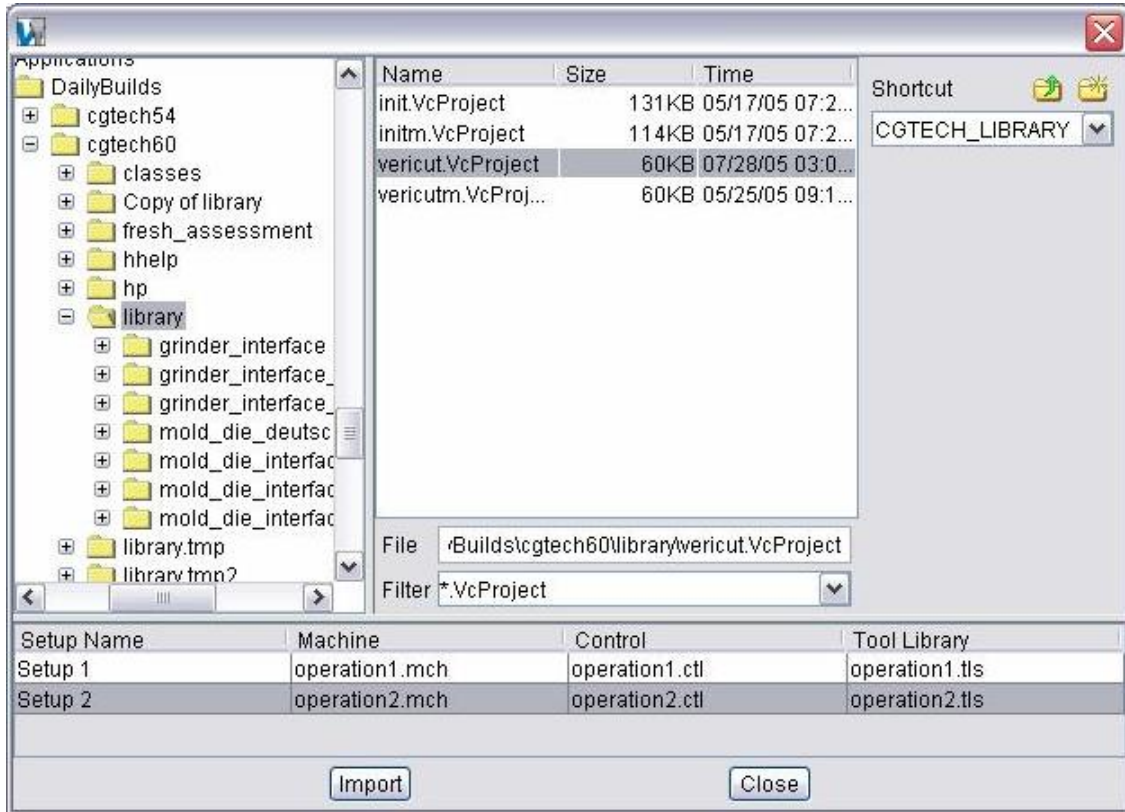 Applications
DailyBuilds
cgtech54
cgtech60
classes
Copy of library
fresh_assessment
hhelp
hp
library
grinder_interface
grinder_interface_
grinder_interface_
mold_die_deutsc
mold_die_interfac
mold_die_interfac
mold_die_interfac
library.tmp
library.tmp2
Name Size Time
init.VcProject 131KB 05/17/05 07:2...
initm.VcProject 114KB 05/17/05 07:2...
vericut.VcProject 60KB 07/28/05 03:0...
vericutm.VcProj... 60KB 05/25/05 09:1...
File rBuilds\cgtech60\library\vericut.VcProject
Filter *.VcProject
Shortcut
CGTECH_LIBRARY
Setup Name Machine Control Tool Library
Setup 1 operation1.mch operation1.ctl operation1.tls
Setup 2 operation2.mch operation2.ctl operation2.tls
Import Close